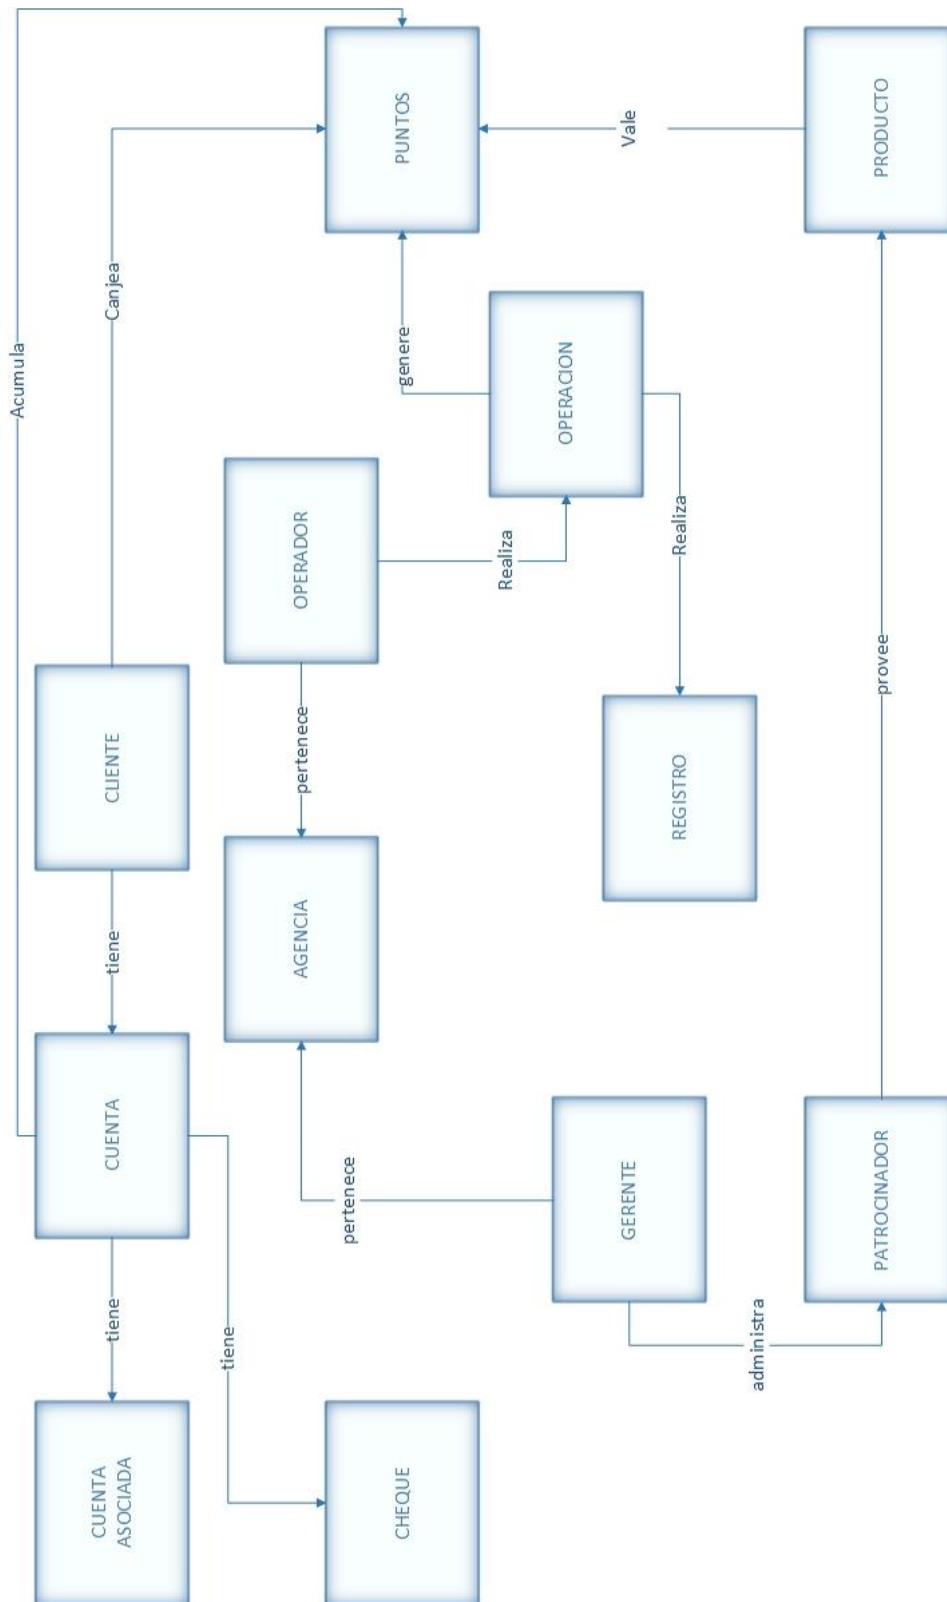 CUENTA
ASOCIADA
tiene
CUENTA
tiene
CLIENTE
Canjea
Acumula
tiene
CHEQUE
pertenece
AGENCIA
pertenece
OPERADOR
Realiza
genere
PUNTOS
GERENTE
administra
REGISTRO
Realiza
OPERACION
Vale
PATROCINADOR
provee
PRODUCTO